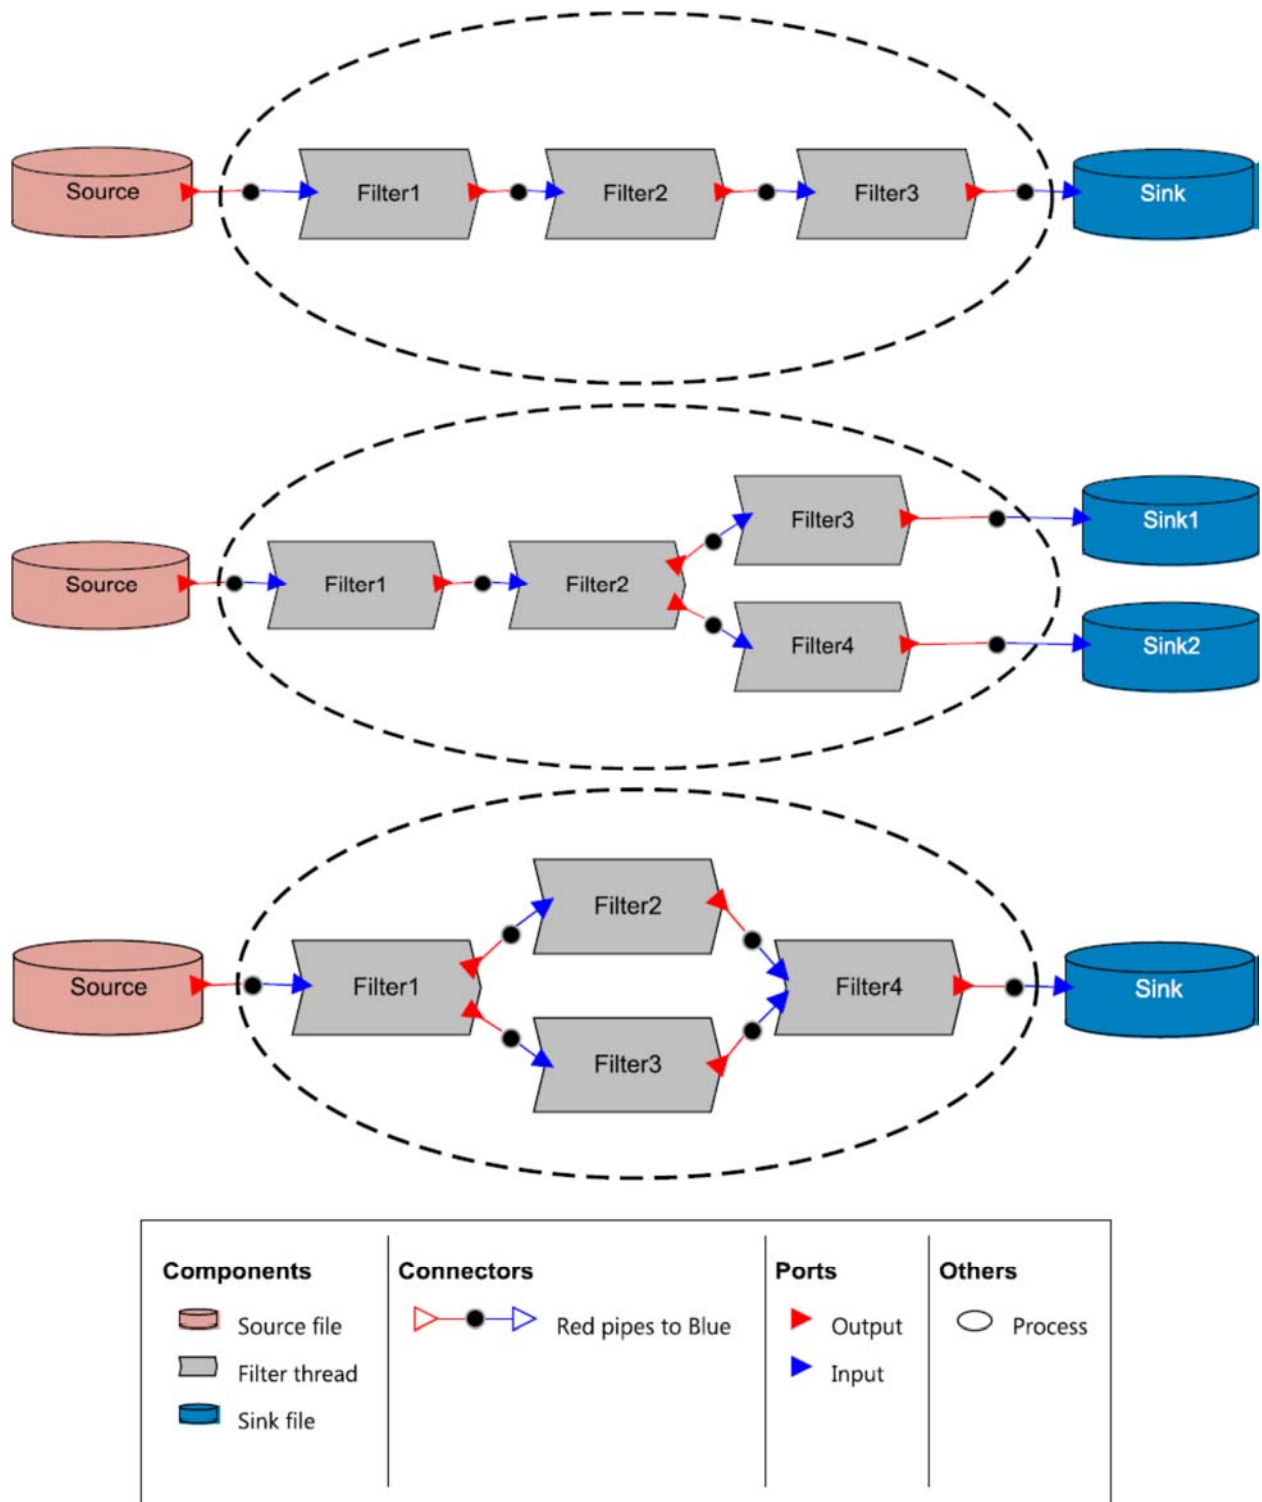 Source
Filter1
Filter2
Filter3
Sink
Filter3
Sink1
Source
Filter1
Filter2
Filter4
Sink2
Filter2
Source
Filter1
Filter4
Sink
Filter3
Components
Connectors
Ports
Others
Source file
Red pipes to Blue
Output
Process
Filter thread
Input
Sink file